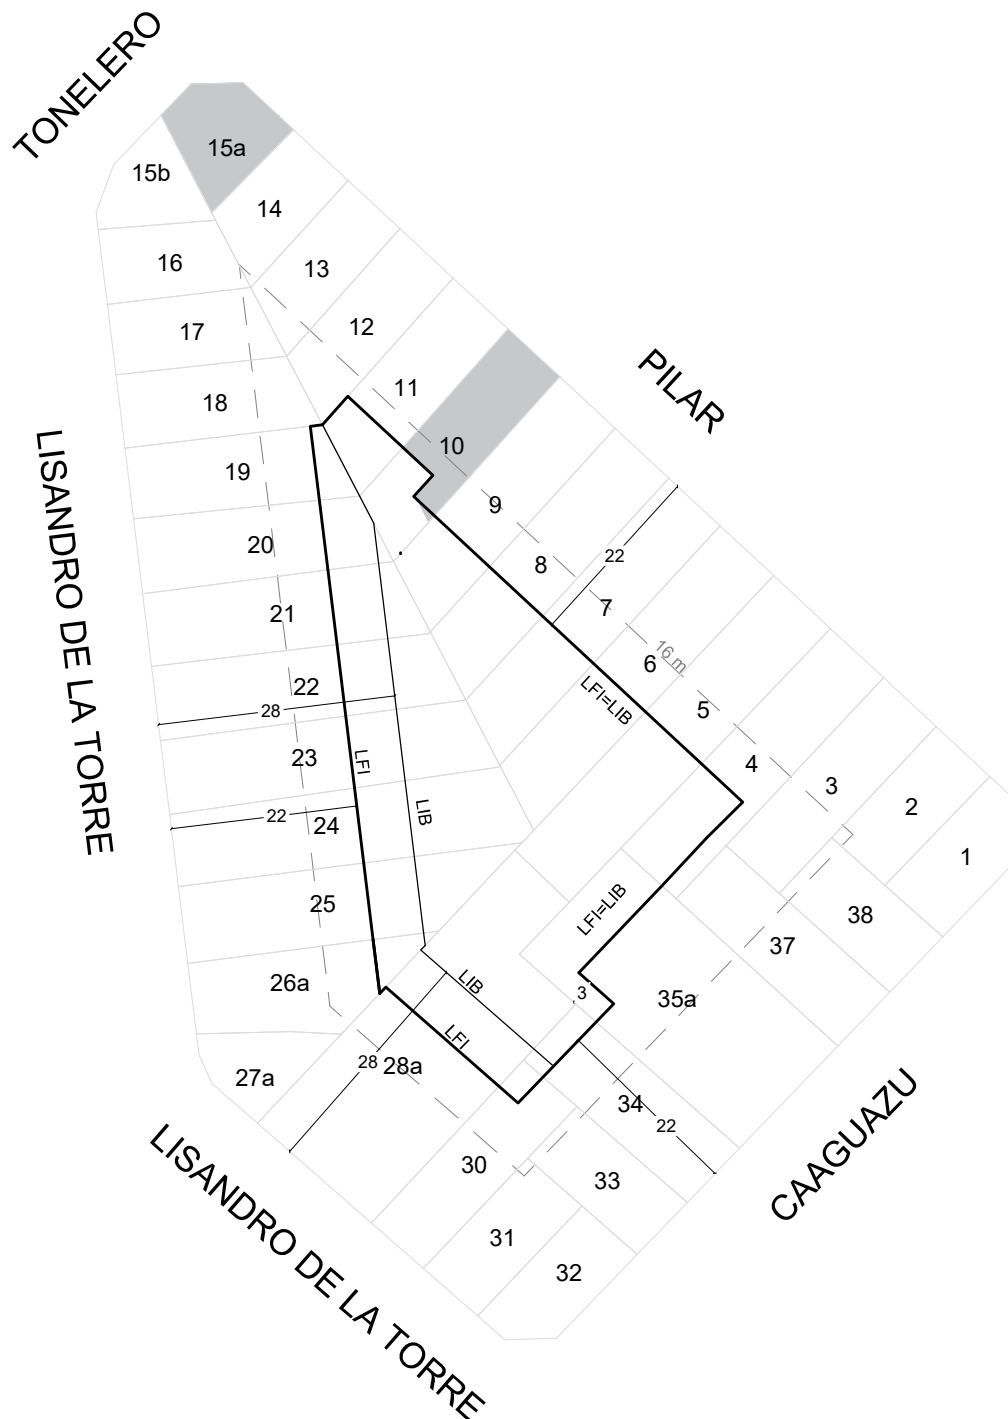 TONELERO
15a
15b
14
16
13
17
12
PILAR
11
18
10
LISANDRO DE LA TORRE
19
9
20
22
8
7
21
16 m
6
22
LFI=LIB
5
28
23
LFI
4
3
2
LIB
22
24
1
25
LFI=LIB
38
37
26a
LIB
3
35a
LFI
28
28a
27a
34
22
CAAGUAZU
30
33
LISANDRO DE LA TORRE
31
32